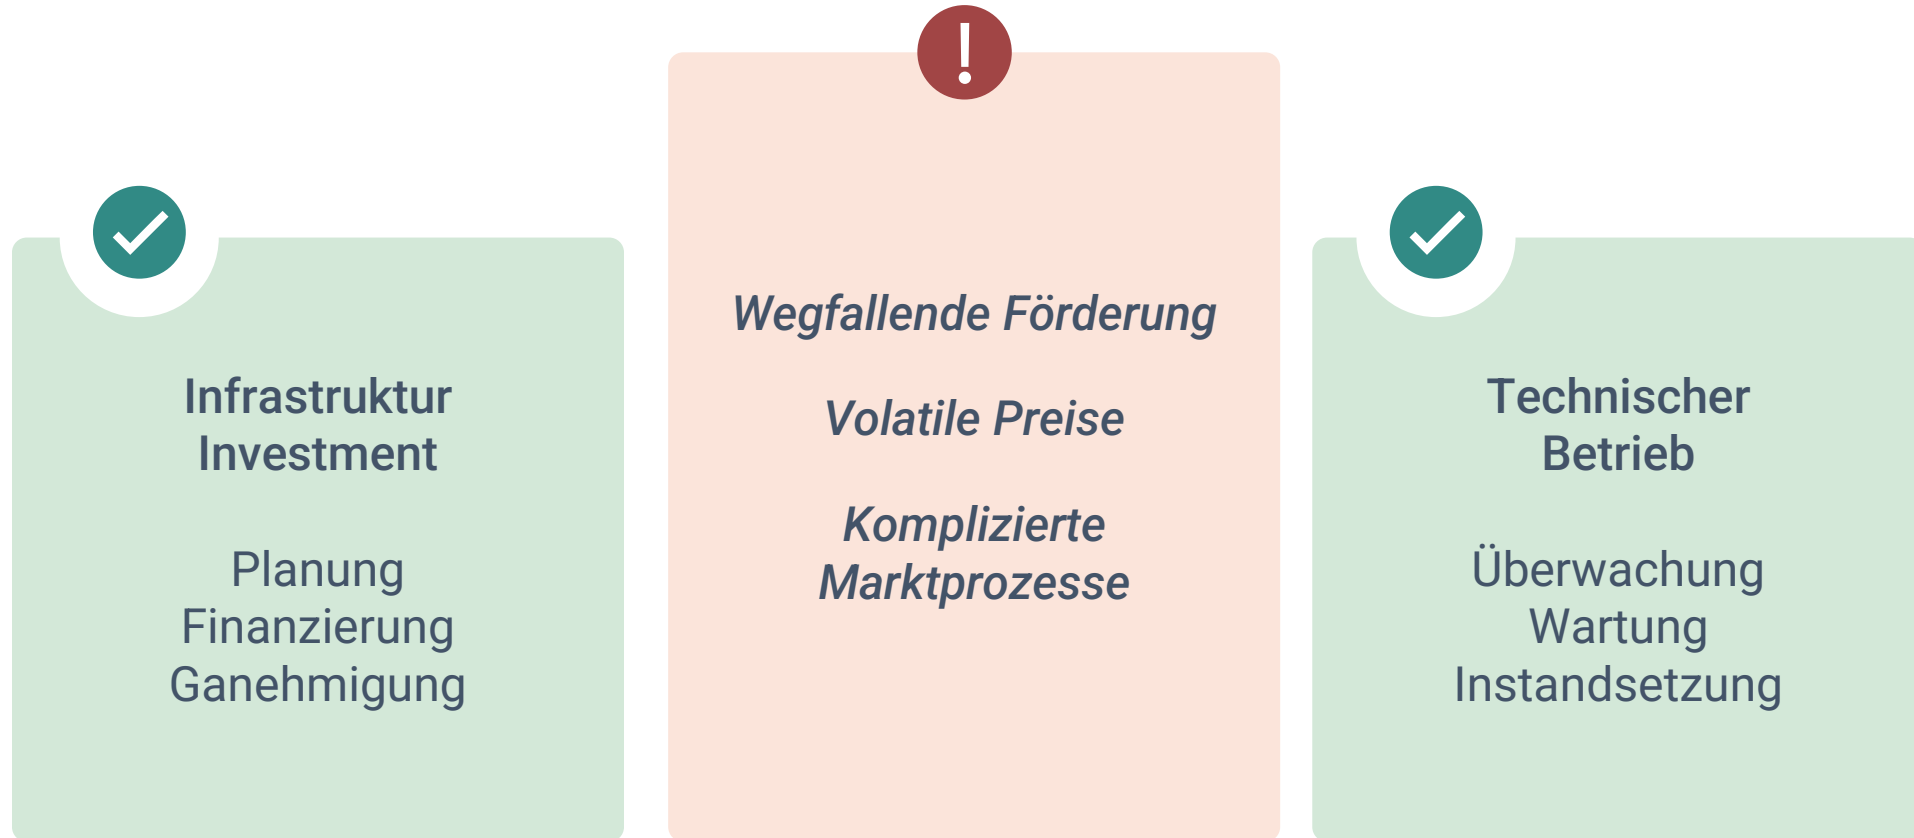 Infrastruktur
Investment
Planung
Finanzierung
Ganehmigung
!
Wegfallende Förderung
Volatile Preise
Komplizierte
Marktprozesse
Technischer
Betrieb
Überwachung
Wartung
Instandsetzung